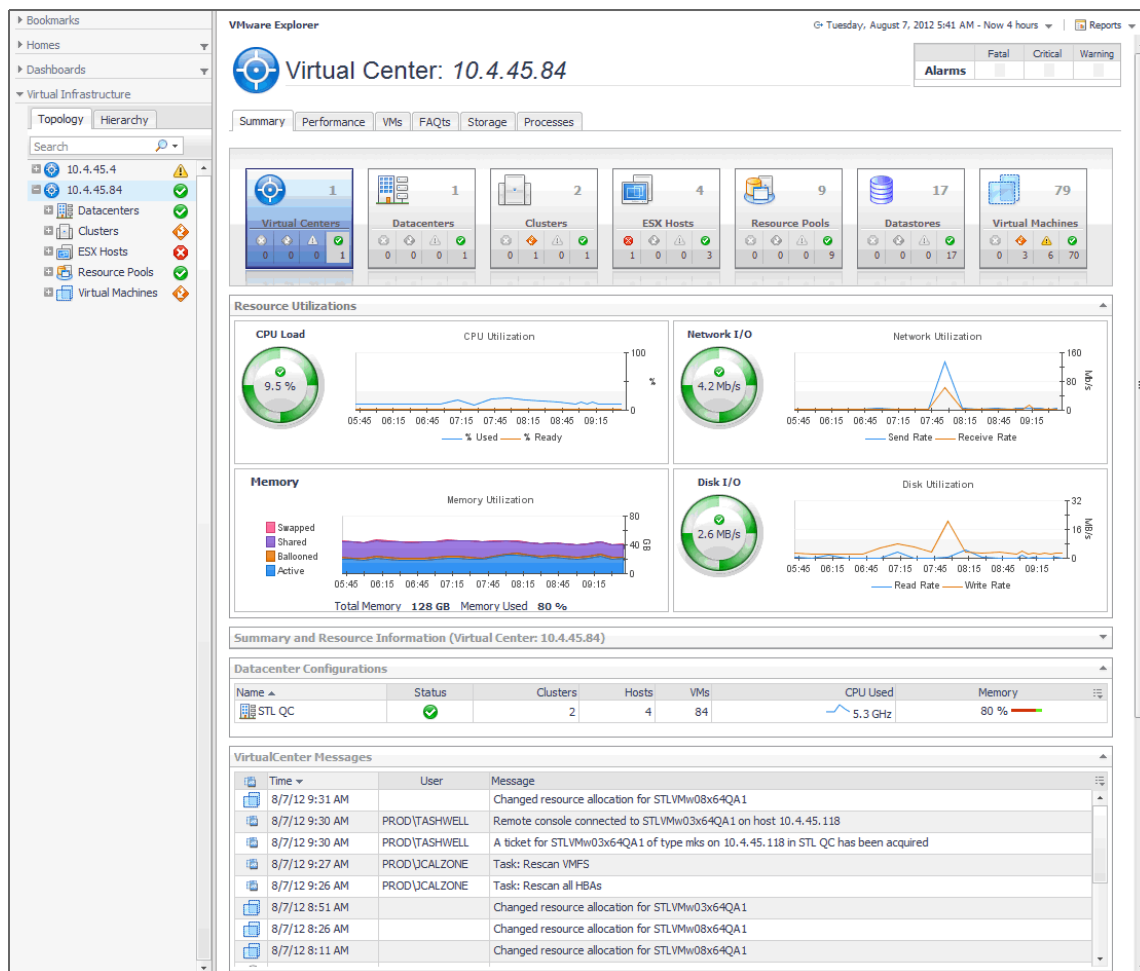 Bookmarks
Homes
Dashboards
Virtual Infrastructure
Topology Hierarchy
Search
10.4.45.4
10.4.45.84
Datacenters
Clusters
ESX Hosts
Resource Pools
Virtual Machines
VMware Explorer
Tuesday, August 7, 2012 5:41 AM - Now 4 hours | Reports
Virtual Center: 10.4.45.84
Fatal Critical Warning
Alarms
Summary Performance VMs FAQts Storage Processes
1 1 2 4 9 17 79
Virtual Centers Datacenters Clusters ESX Hosts Resource Pools Datastores Virtual Machines
0 0 0 1 0 0 0 1 0 1 0 1 1 0 0 3 0 0 0 9 0 0 0 17 0 3 6 70
Resource Utilizations
CPU Load
CPU Utilization
9.5 %
100
%
0
05:45 06:15 06:45 07:15 07:45 08:15 08:45 09:15
% Used % Ready
Network I/O
Network Utilization
4.2 Mb/s
160
80
0
Mb/s
05:45 06:15 06:45 07:15 07:45 08:15 08:45 09:15
Send Rate Receive Rate
Memory
Memory Utilization
Swapped
Shared
Ballooned
Active
80
40
0
GB
05:45 06:15 06:45 07:15 07:45 08:15 08:45 09:15
Total Memory 128 GB Memory Used 80 %
Disk I/O
Disk Utilization
2.6 MB/s
32
16
0
MB/s
05:45 06:15 06:45 07:15 07:45 08:15 08:45 09:15
Read Rate Write Rate
Summary and Resource Information (Virtual Center: 10.4.45.84)
Datacenter Configurations
Name Status Clusters Hosts VMs CPU Used Memory
STL QC 2 4 84 5.3 GHz 80 %
VirtualCenter Messages
Time User Message
8/7/12 9:31 AM Changed resource allocation for STLVMw08x64QA1
8/7/12 9:30 AM PROD\TASHWELL Remote console connected to STLVMw03x64QA1 on host 10.4.45.118
8/7/12 9:30 AM PROD\TASHWELL A ticket for STLVMw03x64QA1 of type mks on 10.4.45.118 in STL QC has been acquired
8/7/12 9:27 AM PROD\JCALZONE Task: Rescan VMFS
8/7/12 9:26 AM PROD\JCALZONE Task: Rescan all HBAs
8/7/12 8:51 AM Changed resource allocation for STLVMw03x64QA1
8/7/12 8:26 AM Changed resource allocation for STLVMw08x64QA1
8/7/12 8:11 AM Changed resource allocation for STLVMw08x64QA1